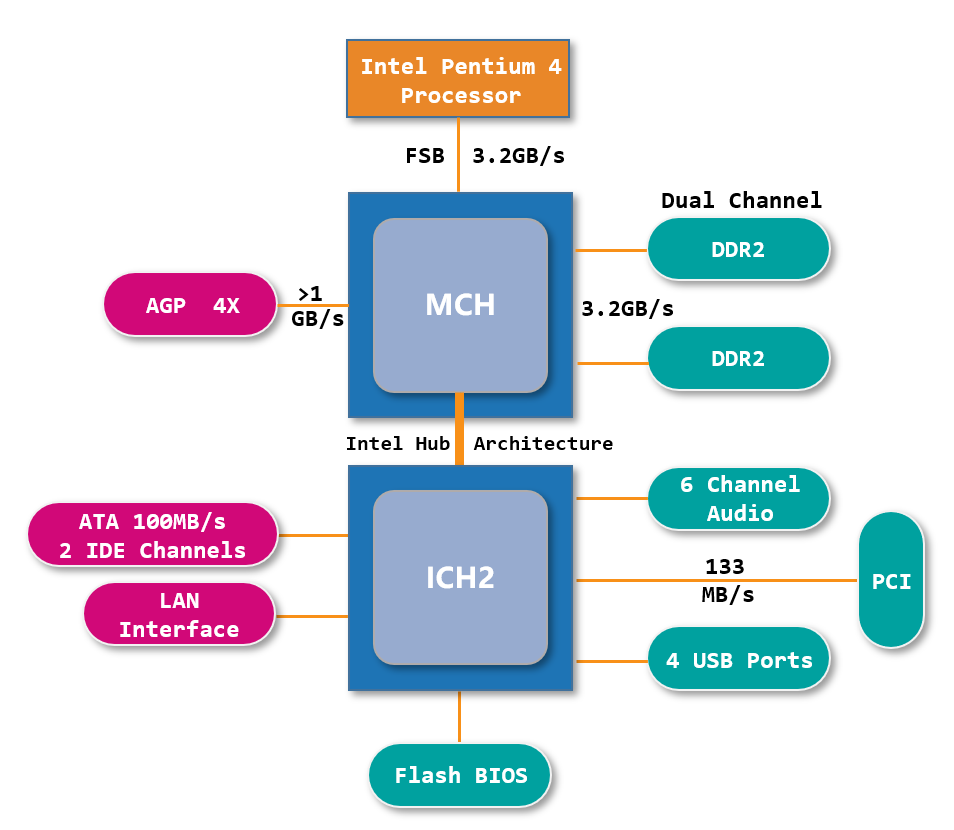 Intel Pentium 4
Processor
FSB 3.2GB/s
Dual Channel
DDR2
MCH
AGP 4X
>1
GB/s
3.2GB/s
DDR2
Intel Hub Architecture
6 Channel
Audio
ATA 100MB/s
2 IDE Channels
ICH2
133
MB/s
PCI
LAN
Interface
4 USB Ports
Flash BIOS